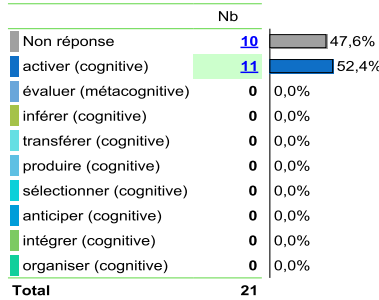 Nb
Non réponse 10 47,6%
activer (cognitive) 11 52,4%
évaluer (métacognitive) 0 0,0%
inférer (cognitive) 0 0,0%
transférer (cognitive) 0 0,0%
produire (cognitive) 0 0,0%
sélectionner (cognitive) 0 0,0%
anticiper (cognitive) 0 0,0%
intégrer (cognitive) 0 0,0%
organiser (cognitive) 0 0,0%
Total 21